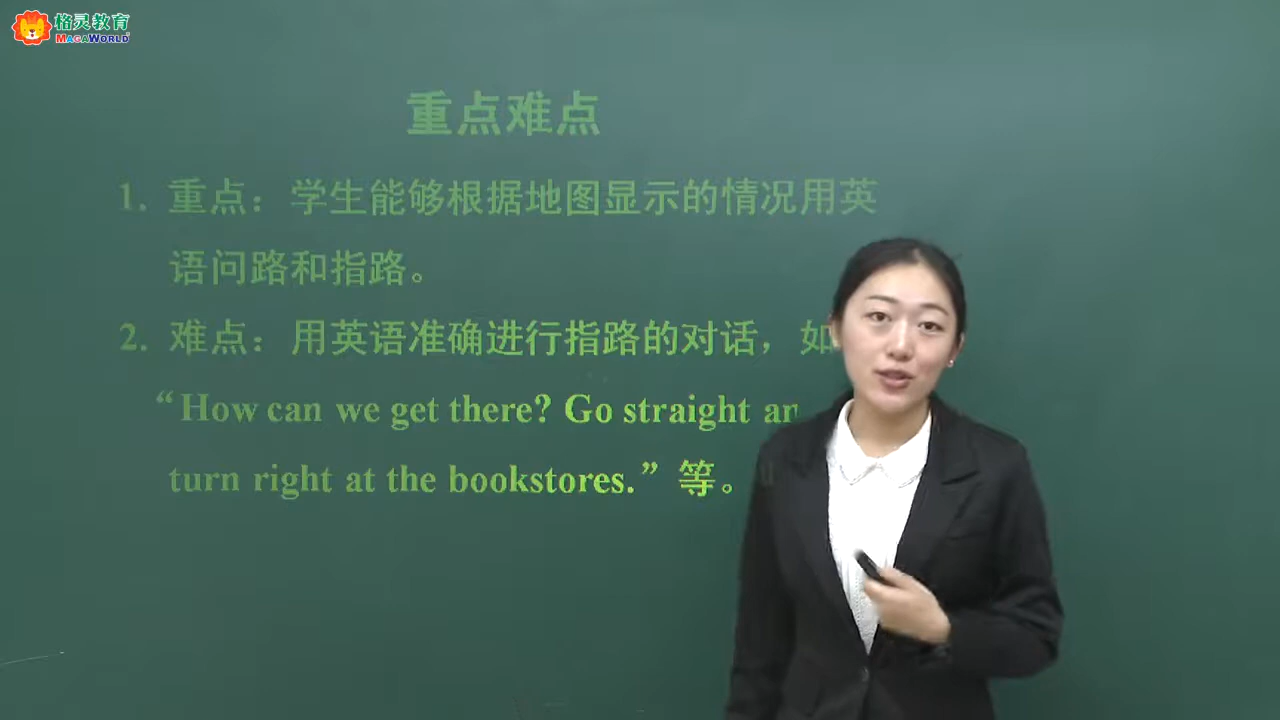 格灵教育
MAGAWORLD
重点难点
1. 重点：学生能够根据地图显示的情况用英
语问路和指路。
2. 难点：用英语准确进行指路的对话，如
“How can we get there? Go straight
turn right at the bookstores.” 等。